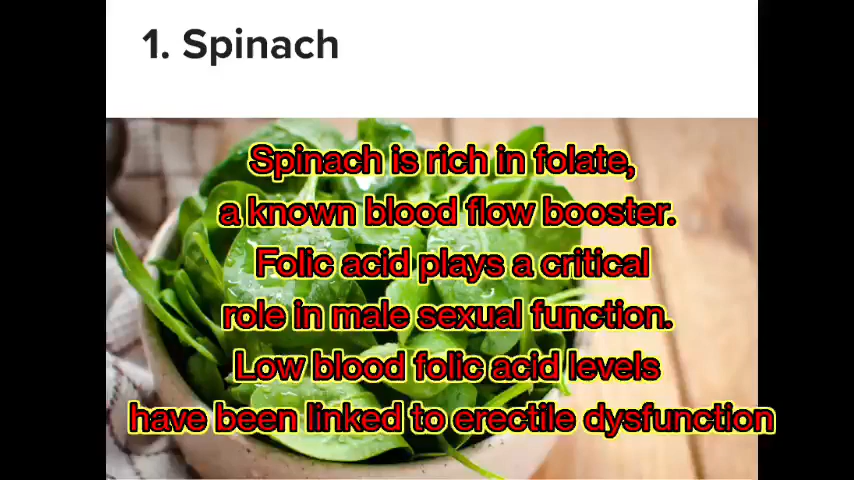 1. Spinach
Spinach is rich in folate,
a known blood flow booster.
Folic acid plays a critical
role in male sexual function.
Low blood folic acid levels
have been linked to erectile dysfunction